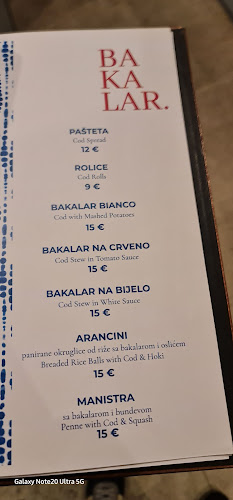 BA
KA
LAR.
PAŠTETA
Cod Spread
12 €
ROLICE
Cod Rolls
9 €
BAKALAR BIANCO
Cod with Mashed Potatoes
15 €
BAKALAR NA CRVENO
Cod Stew in Tomato Sauce
15 €
BAKALAR NA BIJELO
Cod Stew in White Sauce
15 €
ARANCINI
panirane okruglice od riže sa bakalarom i oslićem
Breaded Rice Balls with Cod & Hoki
15 €
MANISTRA
sa bakalarom i bundevom
Penne with Cod & Squash
15 €
Galaxy Note20 Ultra 5G